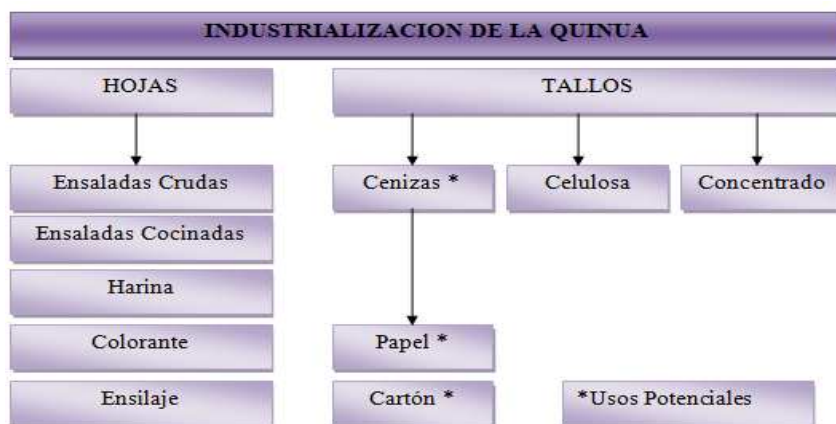 INDUSTRIALIZACION DE LA QUINUA
HOJAS
TALLOS
Ensaladas Crudas
Cenizas *
Celulosa
Concentrado
Ensaladas Cocinadas
Harina
Colorante
Papel *
Ensilaje
Cartón *
*Usos Potenciales